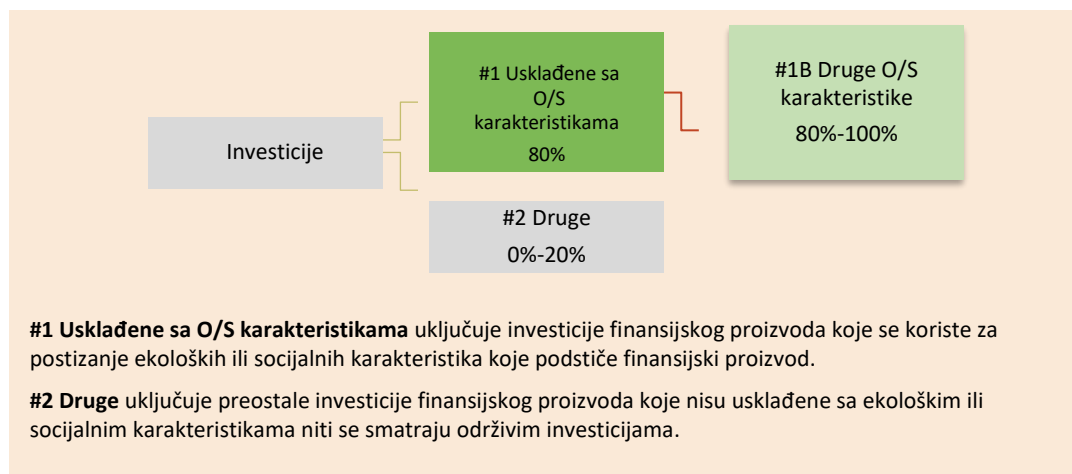 #1 Usklađene sa
O/S
karakteristikama
80%
#1B Druge O/S
karakteristike
80%-100%
Investicije
#2 Druge
0%-20%
#1 Usklađene sa O/S karakteristikama uključuje investicije finansijskog proizvoda koje se koriste za
postizanje ekoloških ili socijalnih karakteristika koje podstiče finansijski proizvod.
#2 Druge uključuje preostale investicije finansijskog proizvoda koje nisu usklađene sa ekološkim ili
socijalnim karakteristikama niti se smatraju održivim investicijama.